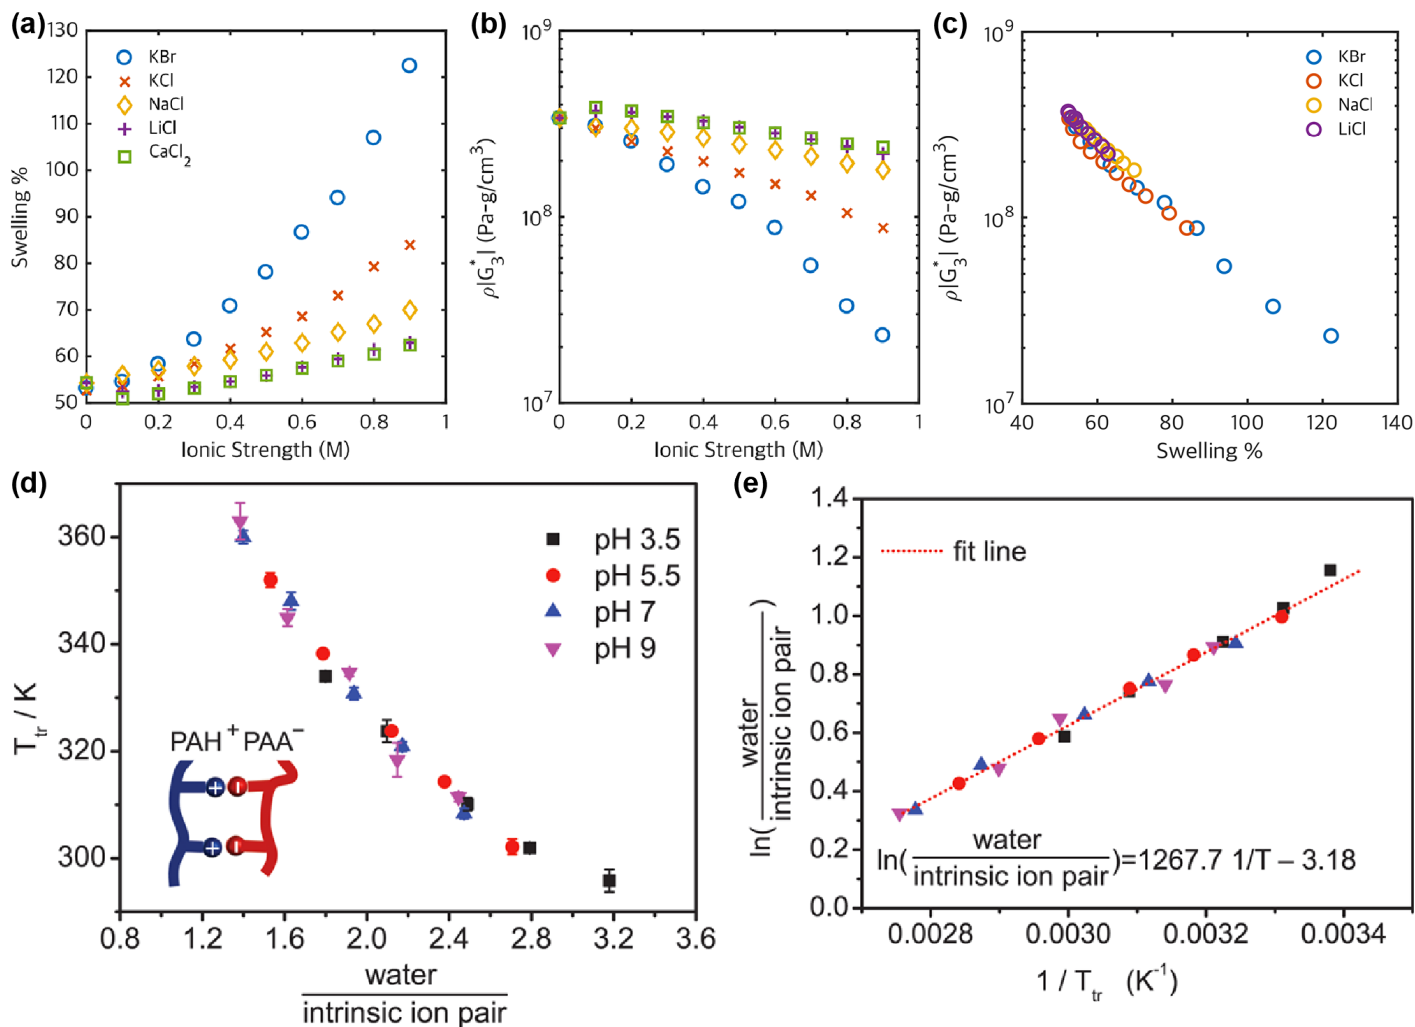 (a)
130
120
110
100
90
80
70
60
50
Swelling %
KBr
KCl
NaCl
LiCl
CaCl2
0
0.2
0.4
0.6
0.8
1
Ionic Strength (M)
(b)
10^9
10^8
10^7
ρ|G3*| (Pa-g/cm^3)
0
0.2
0.4
0.6
0.8
1
Ionic Strength (M)
(c)
10^9
10^8
10^7
ρ|G3*| (Pa-g/cm^3)
KBr
KCl
NaCl
LiCl
40
60
80
100
120
140
Swelling %
(d)
360
340
320
300
Ttr / K
pH 3.5
pH 5.5
pH 7
pH 9
PAH+PAA−
+
+
0.8
1.2
1.6
2.0
2.4
2.8
3.2
3.6
water
intrinsic ion pair
(e)
1.4
1.2
1.0
0.8
0.6
0.4
0.2
0.0
ln(water/intrinsic ion pair)
fit line
ln(water/intrinsic ion pair)=1267.7 1/T – 3.18
0.0028
0.0030
0.0032
0.0034
1 / Ttr (K^-1)